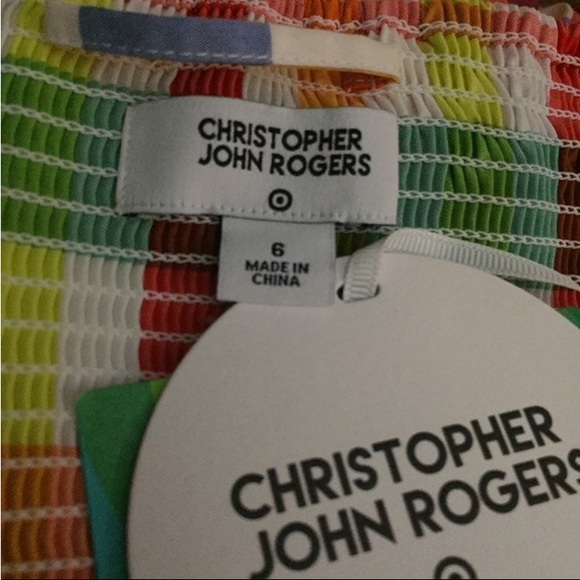 CHRISTOPHER
JOHN ROGERS
6
MADE IN
CHINA
CHRISTOPHER
JOHN ROGERS